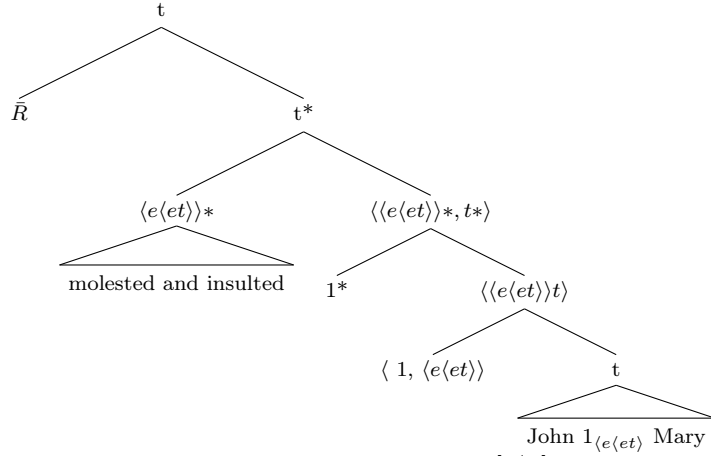 t
R̄ t*
⟨e⟨et⟩⟩* ⟨⟨e⟨et⟩⟩*, t*⟩
molested and insulted 1* ⟨⟨e⟨et⟩⟩t⟩
⟨ 1, ⟨e⟨et⟩⟩ t
John 1⟨e⟨et⟩ Mary